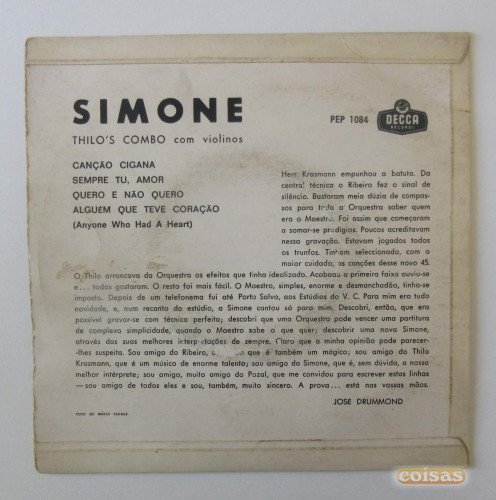 SIMONE
THILO'S COMBO com violinos
PEP 1084
DECCA
RECORDS
CANÇÃO CIGANA
SEMPRE TU, AMOR
QUERO E NÃO QUERO
ALGUEM QUE TEVE CORAÇÃO
(Anyone Who Had A Heart)
Herr Krasmann empunhou a batuta. Da
central técnica o Ribeiro fez o sinal de
silêncio. Bastaram meia dúzia de compas-
sos para toda a Orquestra saber quem
era o Maestro. Foi assim que começaram
a somar-se prodígios. Poucos acreditavam
nessa gravação. Estavam jogados todos
os trunfos. Tinham seleccionado, com o
maior cuidado, as canções desse novo 45.
O Thilo arrancava da Orquestra os efeitos que tinha idealizado. Acabou a primeira faixa ouviu-se
e... todos gostaram. O resto foi mais fácil. O Maestro, simples, enorme e desmanchadão, tinha-se
imposto. Depois de um telefonema fui até Porto Salvo, aos Estúdios do V. C. Para mim era tudo
novidade, e, num recanto do estúdio, a Simone cantou só para mim. Descobri, então, que era
possível gravar-se com técnica perfeita; descobri que uma Orquestra pode vencer uma partitura
de complexa simplicidade, quando o Maestro sabe o que quer; descobrir uma nova Simone,
através das suas melhores interpretações de sempre. Claro que a minha opinião pode parecer-
-lhes suspeita. Sou amigo do Ribeiro, que é também um mágico; sou amigo do Thilo
Krasmann, que é um músico de enorme talento; sou amigo da Simone, que é, sem dúvida, a nossa
melhor intérprete; sou amigo, muito amigo do Pozal, que me convidou para escrever estas linhas
— sou amigo de todos eles e sou, também, muito sincero. A prova... está nas vossas mãos.
JOSE DRUMMOND
coisas